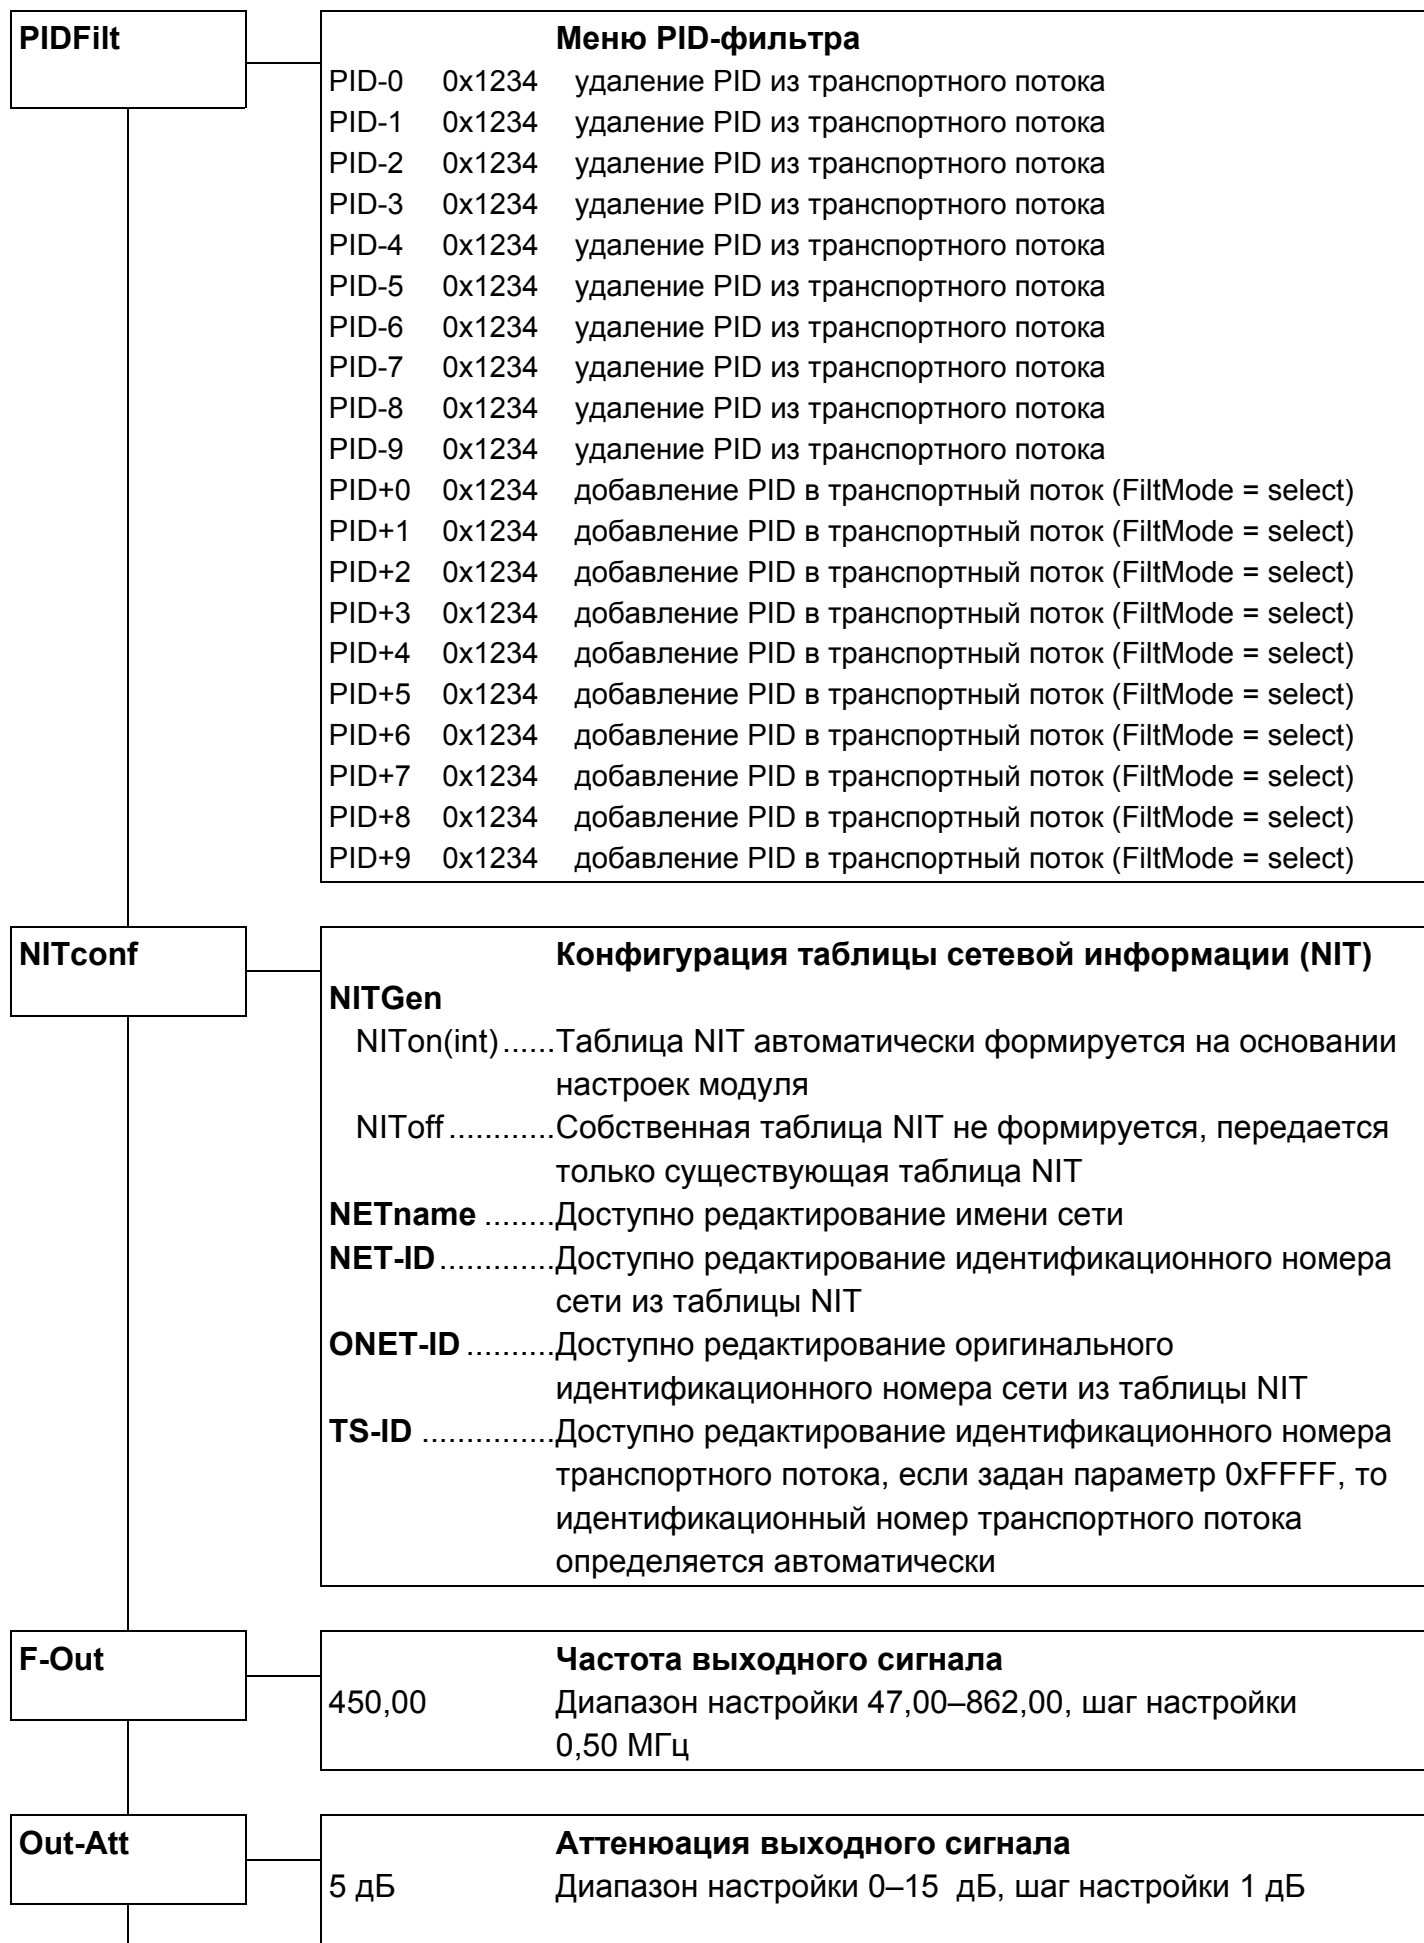 PIDFilt
Меню PID-фильтра
PID-0 0x1234 удаление PID из транспортного потока
PID-1 0x1234 удаление PID из транспортного потока
PID-2 0x1234 удаление PID из транспортного потока
PID-3 0x1234 удаление PID из транспортного потока
PID-4 0x1234 удаление PID из транспортного потока
PID-5 0x1234 удаление PID из транспортного потока
PID-6 0x1234 удаление PID из транспортного потока
PID-7 0x1234 удаление PID из транспортного потока
PID-8 0x1234 удаление PID из транспортного потока
PID-9 0x1234 удаление PID из транспортного потока
PID+0 0x1234 добавление PID в транспортный поток (FiltMode = select)
PID+1 0x1234 добавление PID в транспортный поток (FiltMode = select)
PID+2 0x1234 добавление PID в транспортный поток (FiltMode = select)
PID+3 0x1234 добавление PID в транспортный поток (FiltMode = select)
PID+4 0x1234 добавление PID в транспортный поток (FiltMode = select)
PID+5 0x1234 добавление PID в транспортный поток (FiltMode = select)
PID+6 0x1234 добавление PID в транспортный поток (FiltMode = select)
PID+7 0x1234 добавление PID в транспортный поток (FiltMode = select)
PID+8 0x1234 добавление PID в транспортный поток (FiltMode = select)
PID+9 0x1234 добавление PID в транспортный поток (FiltMode = select)
NITconf
Конфигурация таблицы сетевой информации (NIT)
NITGen
NITon(int)......Таблица NIT автоматически формируется на основании
настроек модуля
NIToff............Собственная таблица NIT не формируется, передается
только существующая таблица NIT
NETname ........Доступно редактирование имени сети
NET-ID.............Доступно редактирование идентификационного номера
сети из таблицы NIT
ONET-ID..........Доступно редактирование оригинального
идентификационного номера сети из таблицы NIT
TS-ID ...............Доступно редактирование идентификационного номера
транспортного потока, если задан параметр 0xFFFF, то
идентификационный номер транспортного потока
определяется автоматически
F-Out
Частота выходного сигнала
450,00 Диапазон настройки 47,00–862,00, шаг настройки
0,50 МГц
Out-Att
Аттенюация выходного сигнала
5 дБ Диапазон настройки 0–15 дБ, шаг настройки 1 дБ